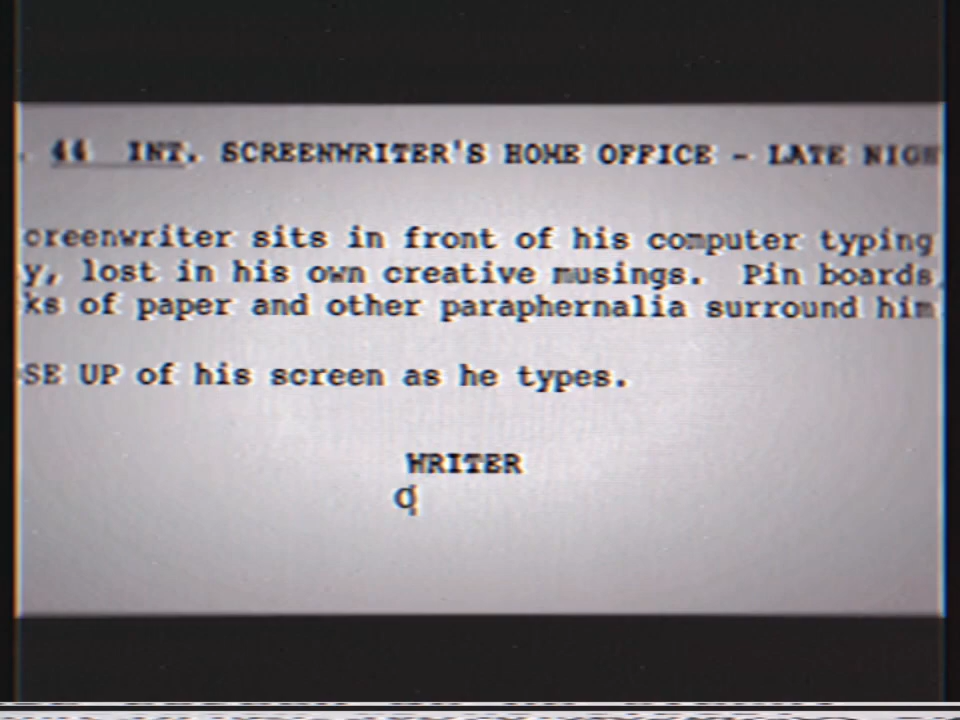 44 INT. SCREENWRITER'S HOME OFFICE - LATE NIGH
creenwriter sits in front of his computer typing
y, lost in his own creative musings. Pin boards,
ks of paper and other paraphernalia surround him
SE UP of his screen as he types.
WRITER
O